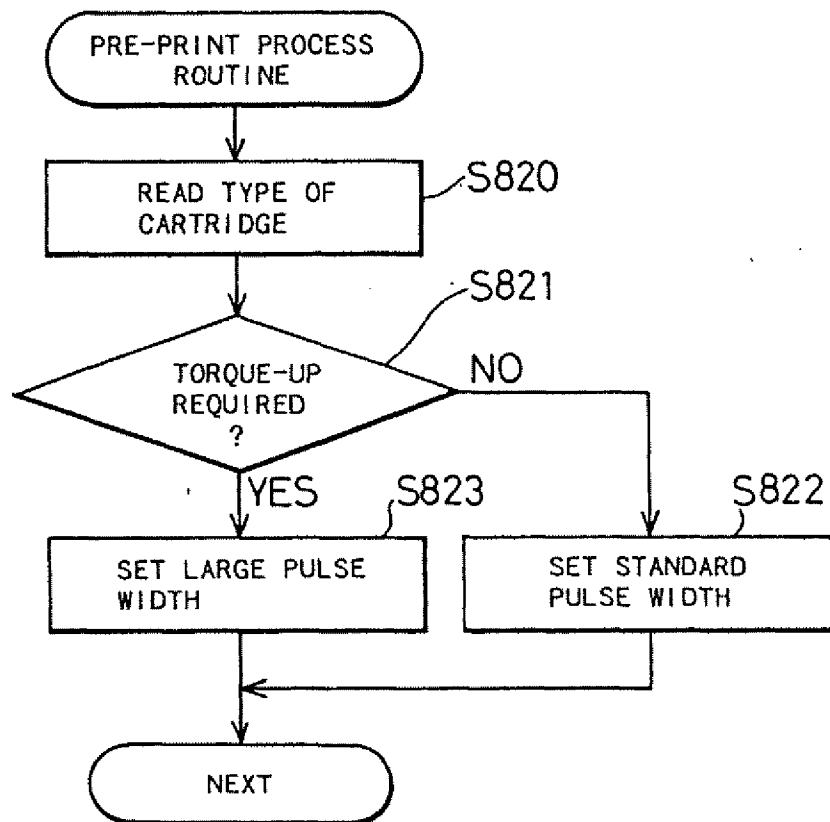 PRE-PRINT PROCESS
ROUTINE
READ TYPE OF
CARTRIDGE
S820
S821
TORQUE-UP
REQUIRED
?
NO
YES
S823
S822
SET LARGE PULSE
WIDTH
SET STANDARD
PULSE WIDTH
NEXT